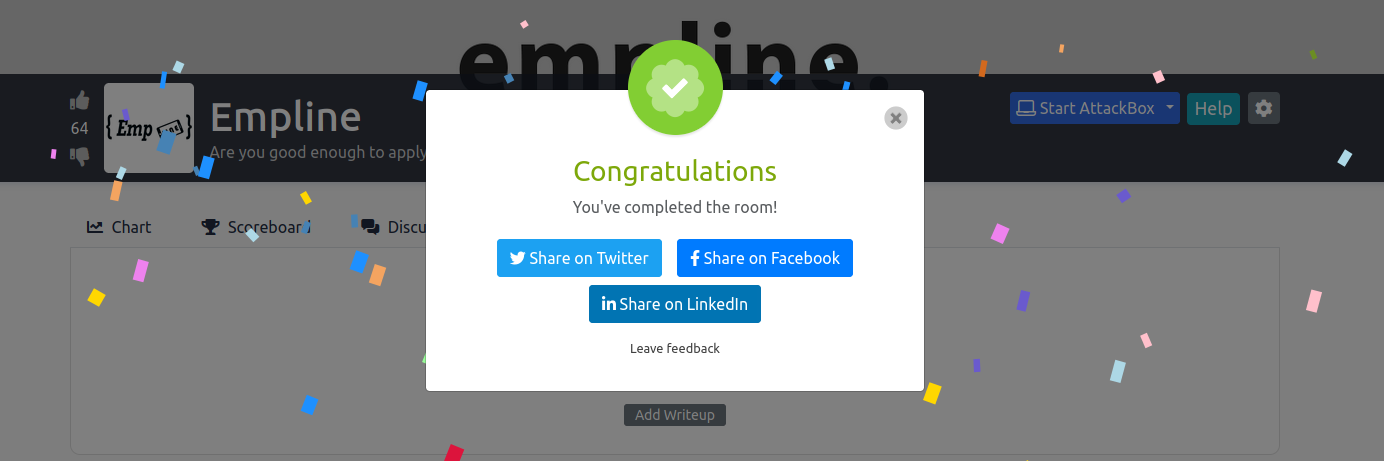 empline.
64
{Emp }
Empline
Are you good enough to apply
Start AttackBox
Help
Chart
Scoreboard
Discu
Congratulations
You've completed the room!
Share on Twitter
Share on Facebook
Share on LinkedIn
Leave feedback
Add Writeup